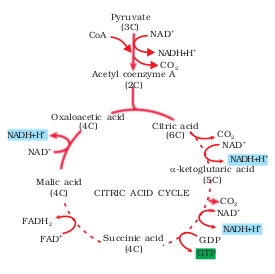 Pyruvate
(3C)
CoA
NAD⁺
NADH+H⁺
CO₂
Acetyl coenzyme A
(2C)
Oxaloacetic acid
(4C)
Citric acid
(6C)
NADH+H⁺
NAD⁺
CO₂
NAD⁺
NADH+H⁺
α-ketoglutaric acid
(5C)
Malic acid
(4C)
CITRIC ACID CYCLE
CO₂
NAD⁺
NADH+H⁺
FADH₂
FAD⁺
Succinic acid
(4C)
GDP
GTP